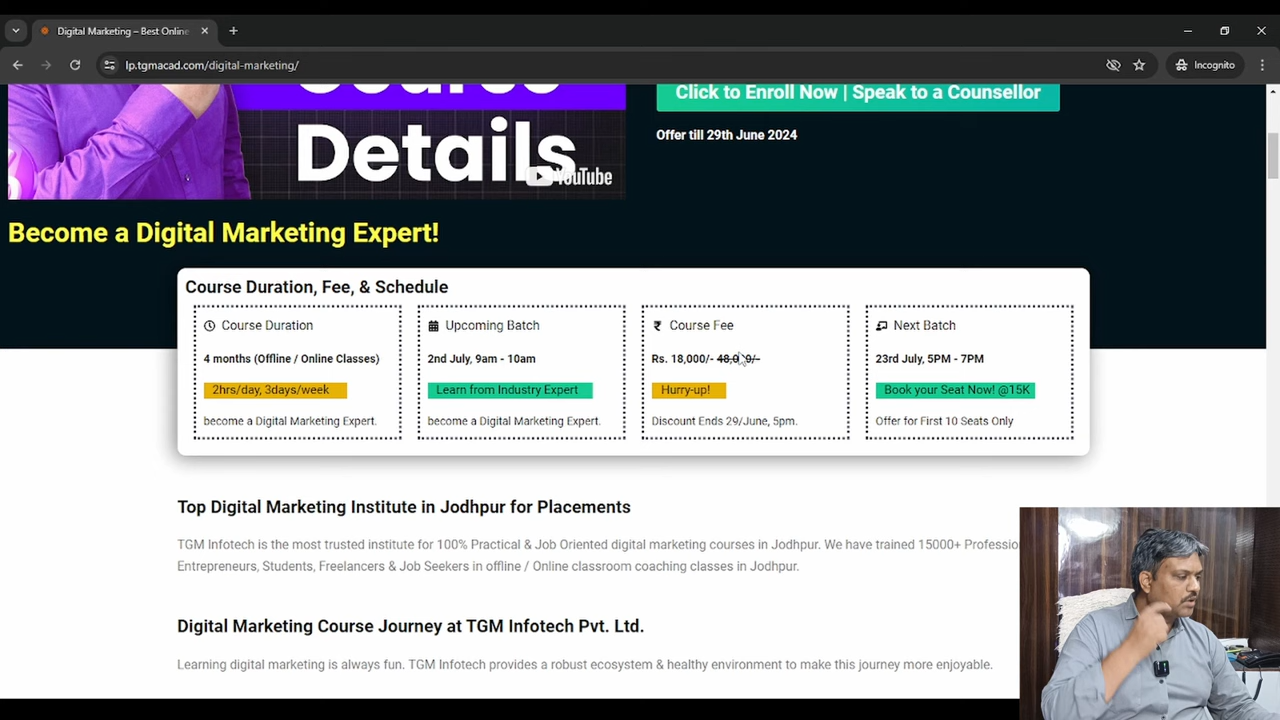 Digital Marketing – Best Online
lp.tgmacad.com/digital-marketing/
Incognito
Course
Details
YouTube
Click to Enroll Now | Speak to a Counsellor
Offer till 29th June 2024
Become a Digital Marketing Expert!
Course Duration, Fee, & Schedule
Course Duration
4 months (Offline / Online Classes)
2hrs/day, 3days/week
become a Digital Marketing Expert.
Upcoming Batch
2nd July, 9am - 10am
Learn from Industry Expert
become a Digital Marketing Expert.
Course Fee
Rs. 18,000/-
Hurry-up!
Discount Ends 29/June, 5pm.
Next Batch
23rd July, 5PM - 7PM
Book your Seat Now! @15K
Offer for First 10 Seats Only
Top Digital Marketing Institute in Jodhpur for Placements
TGM Infotech is the most trusted institute for 100% Practical & Job Oriented digital marketing courses in Jodhpur. We have trained 15000+
Entrepreneurs, Students, Freelancers & Job Seekers in offline / Online classroom coaching classes in Jodhpur.
Digital Marketing Course Journey at TGM Infotech Pvt. Ltd.
Learning digital marketing is always fun. TGM Infotech provides a robust ecosystem & healthy environment to make this journey more enjoyable.